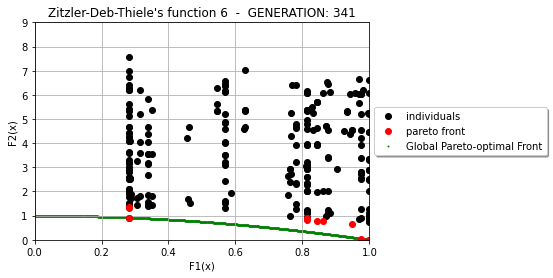 Zitzler-Deb-Thiele's function 6 - GENERATION: 341
9
8
7
6
5
4
3
2
1
0
F2(x)
0.0 0.2 0.4 0.6 0.8 1.0
F1(x)
individuals
pareto front
Global Pareto-optimal Front